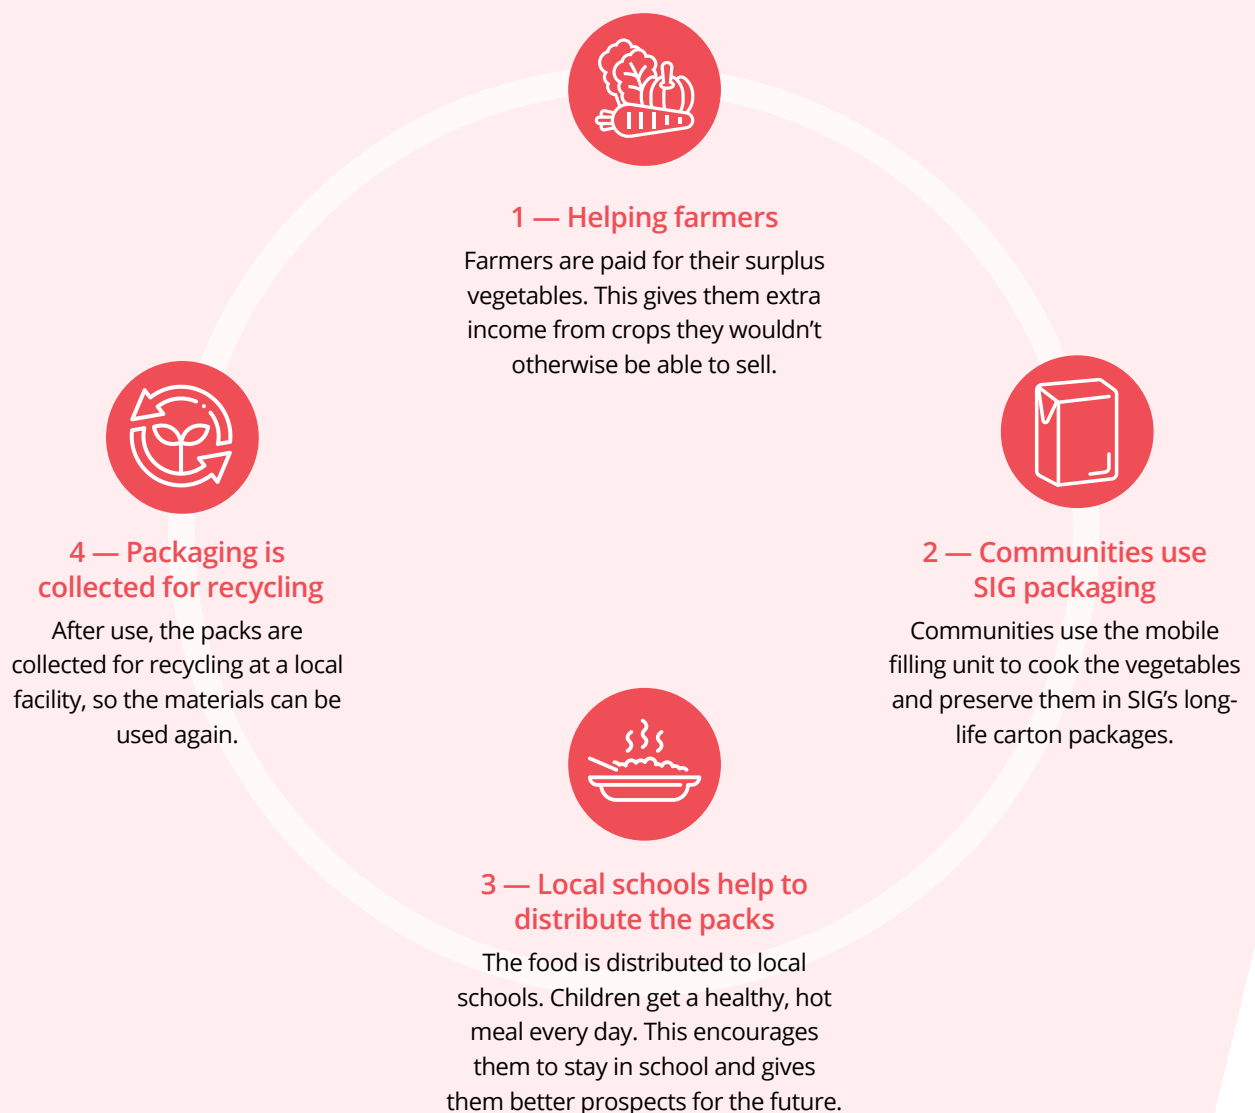 1 — Helping farmers
Farmers are paid for their surplus
vegetables. This gives them extra
income from crops they wouldn’t
otherwise be able to sell.
2 — Communities use
SIG packaging
Communities use the mobile
filling unit to cook the vegetables
and preserve them in SIG’s long-
life carton packages.
3 — Local schools help to
distribute the packs
The food is distributed to local
schools. Children get a healthy, hot
meal every day. This encourages
them to stay in school and gives
them better prospects for the future.
4 — Packaging is
collected for recycling
After use, the packs are
collected for recycling at a local
facility, so the materials can be
used again.